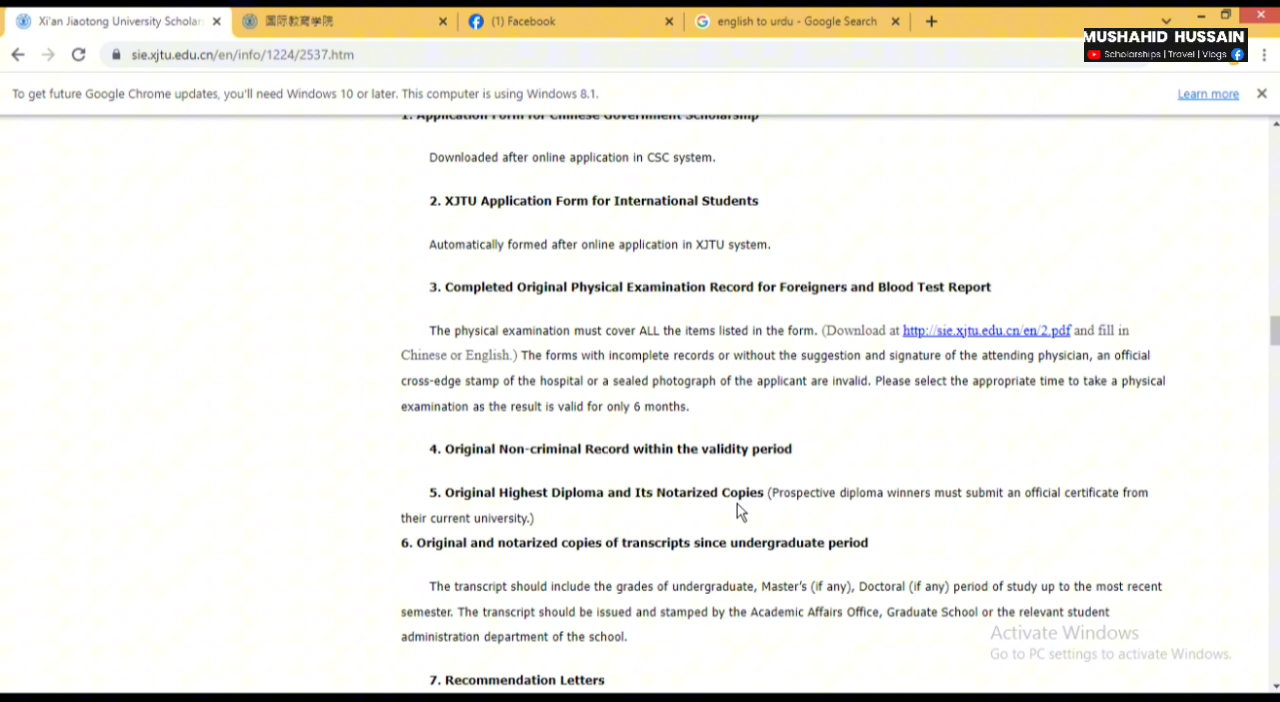 Xi'an Jiaotong University Scholar
国际教育学院
(1) Facebook
english to urdu - Google Search
MUSHAHID HUSSAIN
Scholarships | Travel | Vlogs
sie.xjtu.edu.cn/en/info/1224/2537.htm
To get future Google Chrome updates, you'll need Windows 10 or later. This computer is using Windows 8.1.
Learn more
1. Application Form for Chinese Government Scholarship
Downloaded after online application in CSC system.
2. XJTU Application Form for International Students
Automatically formed after online application in XJTU system.
3. Completed Original Physical Examination Record for Foreigners and Blood Test Report
The physical examination must cover ALL the items listed in the form. (Download at http://sie.xjtu.edu.cn/en/2.pdf and fill in
Chinese or English.) The forms with incomplete records or without the suggestion and signature of the attending physician, an official
cross-edge stamp of the hospital or a sealed photograph of the applicant are invalid. Please select the appropriate time to take a physical
examination as the result is valid for only 6 months.
4. Original Non-criminal Record within the validity period
5. Original Highest Diploma and Its Notarized Copies (Prospective diploma winners must submit an official certificate from
their current university.)
6. Original and notarized copies of transcripts since undergraduate period
The transcript should include the grades of undergraduate, Master's (if any), Doctoral (if any) period of study up to the most recent
semester. The transcript should be issued and stamped by the Academic Affairs Office, Graduate School or the relevant student
administration department of the school.
Activate Windows
Go to PC settings to activate Windows.
7. Recommendation Letters